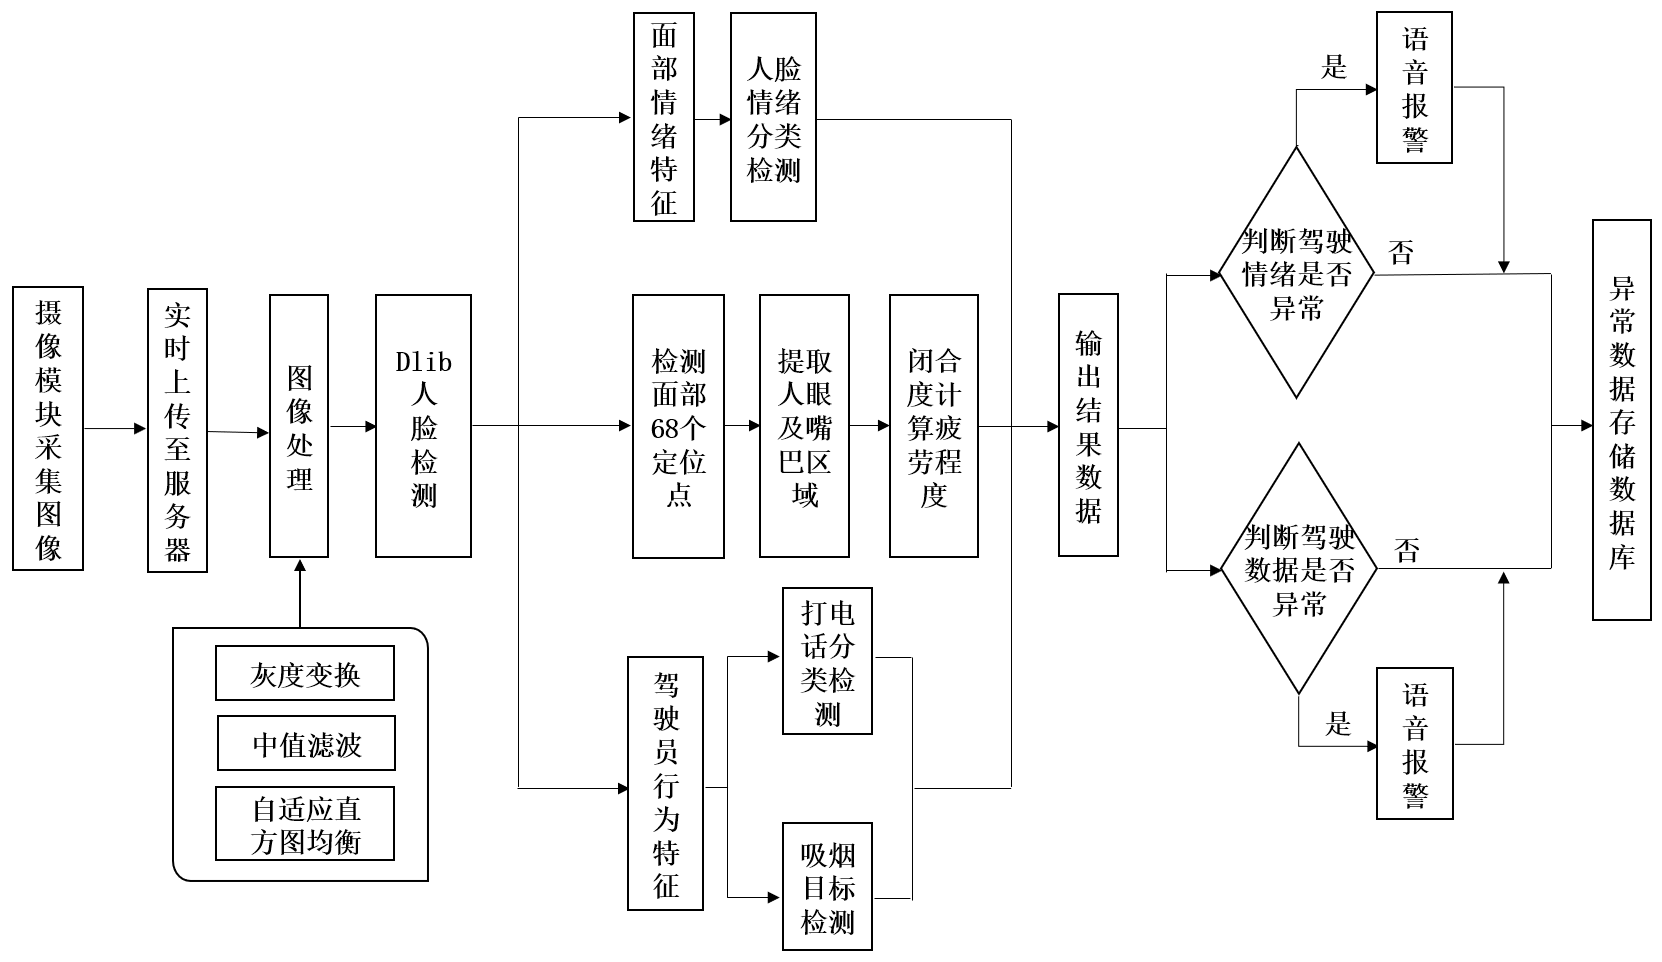 摄像模块采集图像
实时上传至服务器
图像处理
灰度变换
中值滤波
自适应直
方图均衡
Dlib
人
脸
检
测
面部情绪特征
人脸
情绪
分类
检测
检测
面部
68个
定位
点
提取
人眼
及嘴
巴区
域
闭合
度计
算疲
劳程
度
驾驶员行为特征
打电
话分
类检
测
吸烟
目标
检测
输出结果数据
判断驾驶
情绪是否
异常
是
否
语音报警
判断驾驶
数据是否
异常
否
是
语音报警
异常数据存储数据库